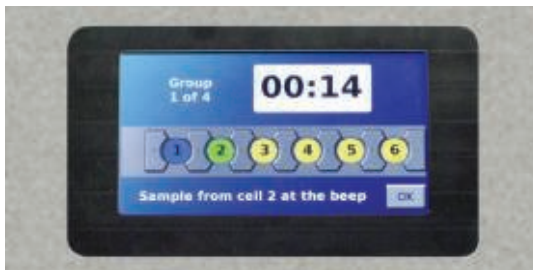 Group
1 of 4
00:14
1 2 3 4 5 6
Sample from cell 2 at the beep OK